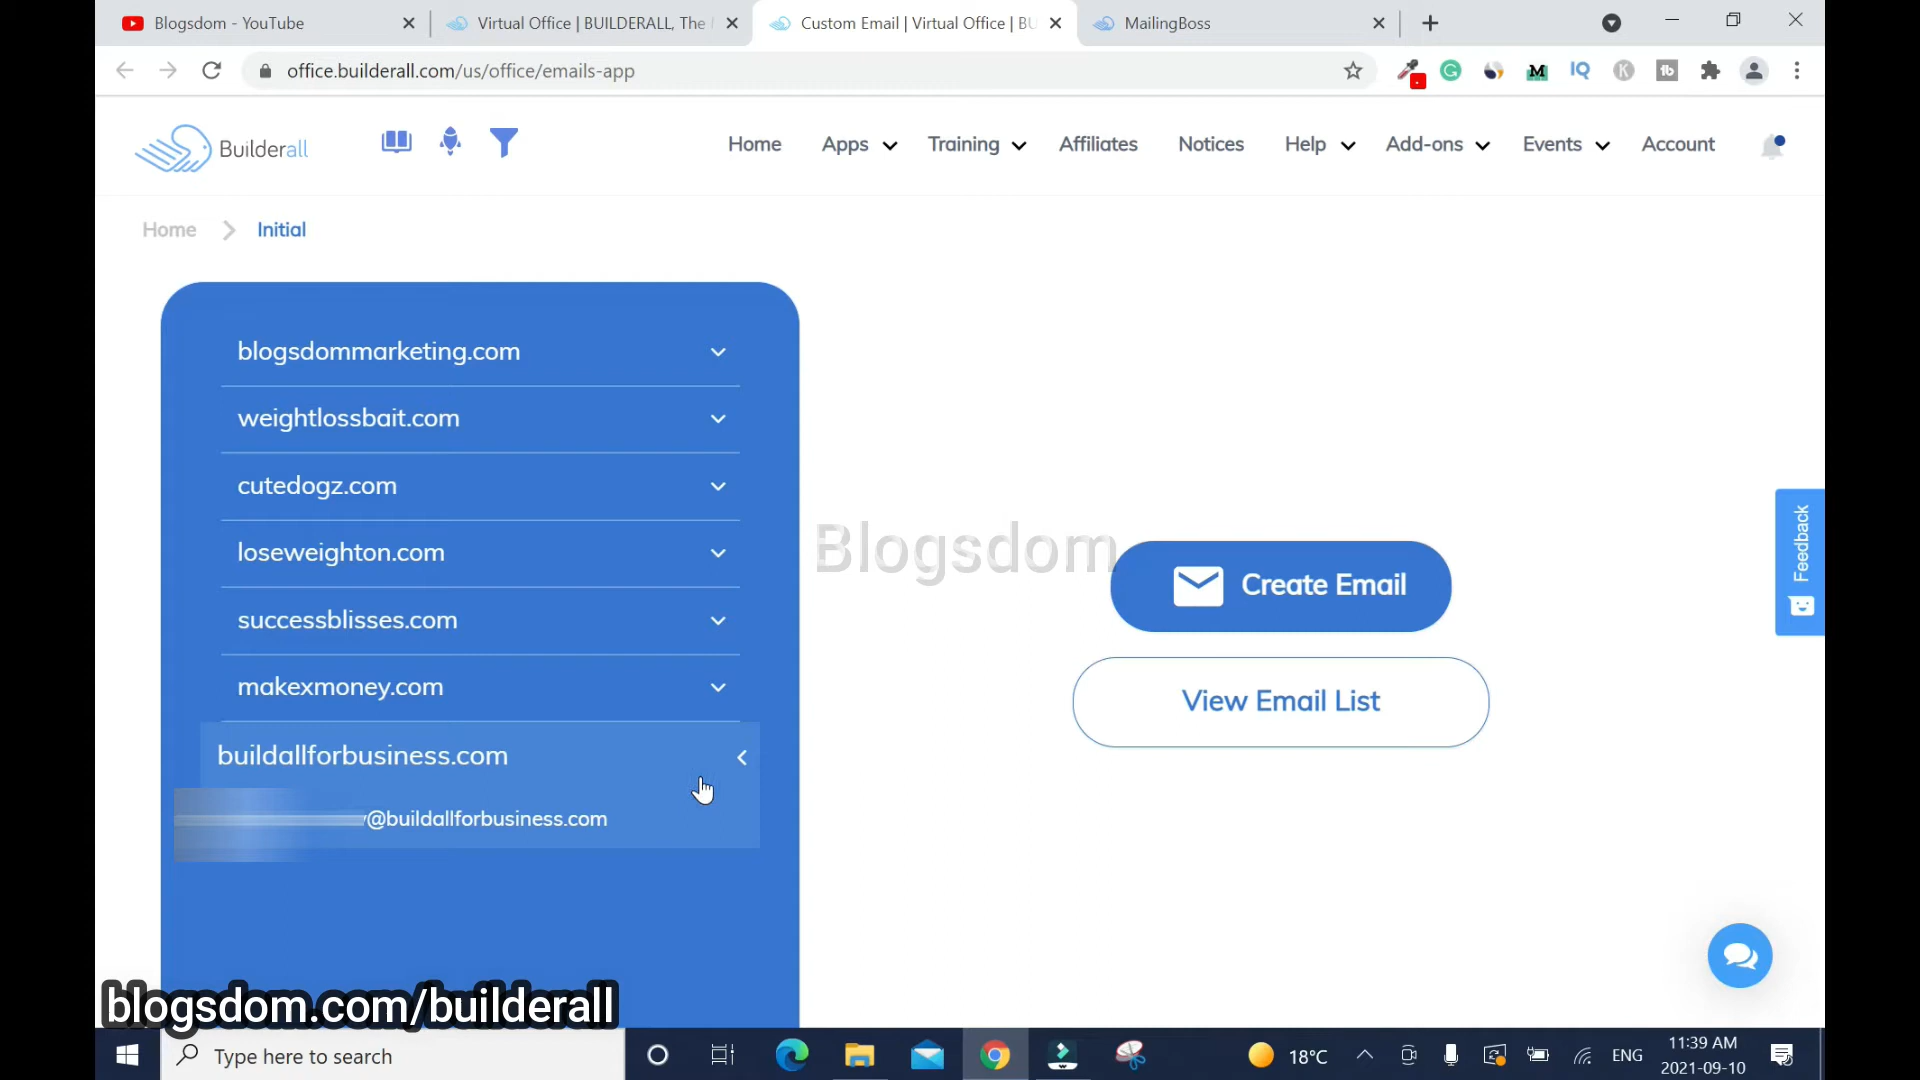 Blogsdom - YouTube
Virtual Office | BUILDERALL, The
Custom Email | Virtual Office | BU
MailingBoss
office.builderall.com/us/office/emails-app
M
IQ
K
Builderall
Home
Apps
Training
Affiliates
Notices
Help
Add-ons
Events
Account
Home
Initial
blogsdommarketing.com
weightlossbait.com
cutedogz.com
loseweighton.com
successblisses.com
makexmoney.com
buildallforbusiness.com
@buildallforbusiness.com
Blogsdom
Create Email
View Email List
Feedback
blogsdom.com/builderall
Type here to search
18°C
ENG
11:39 AM
2021-09-10